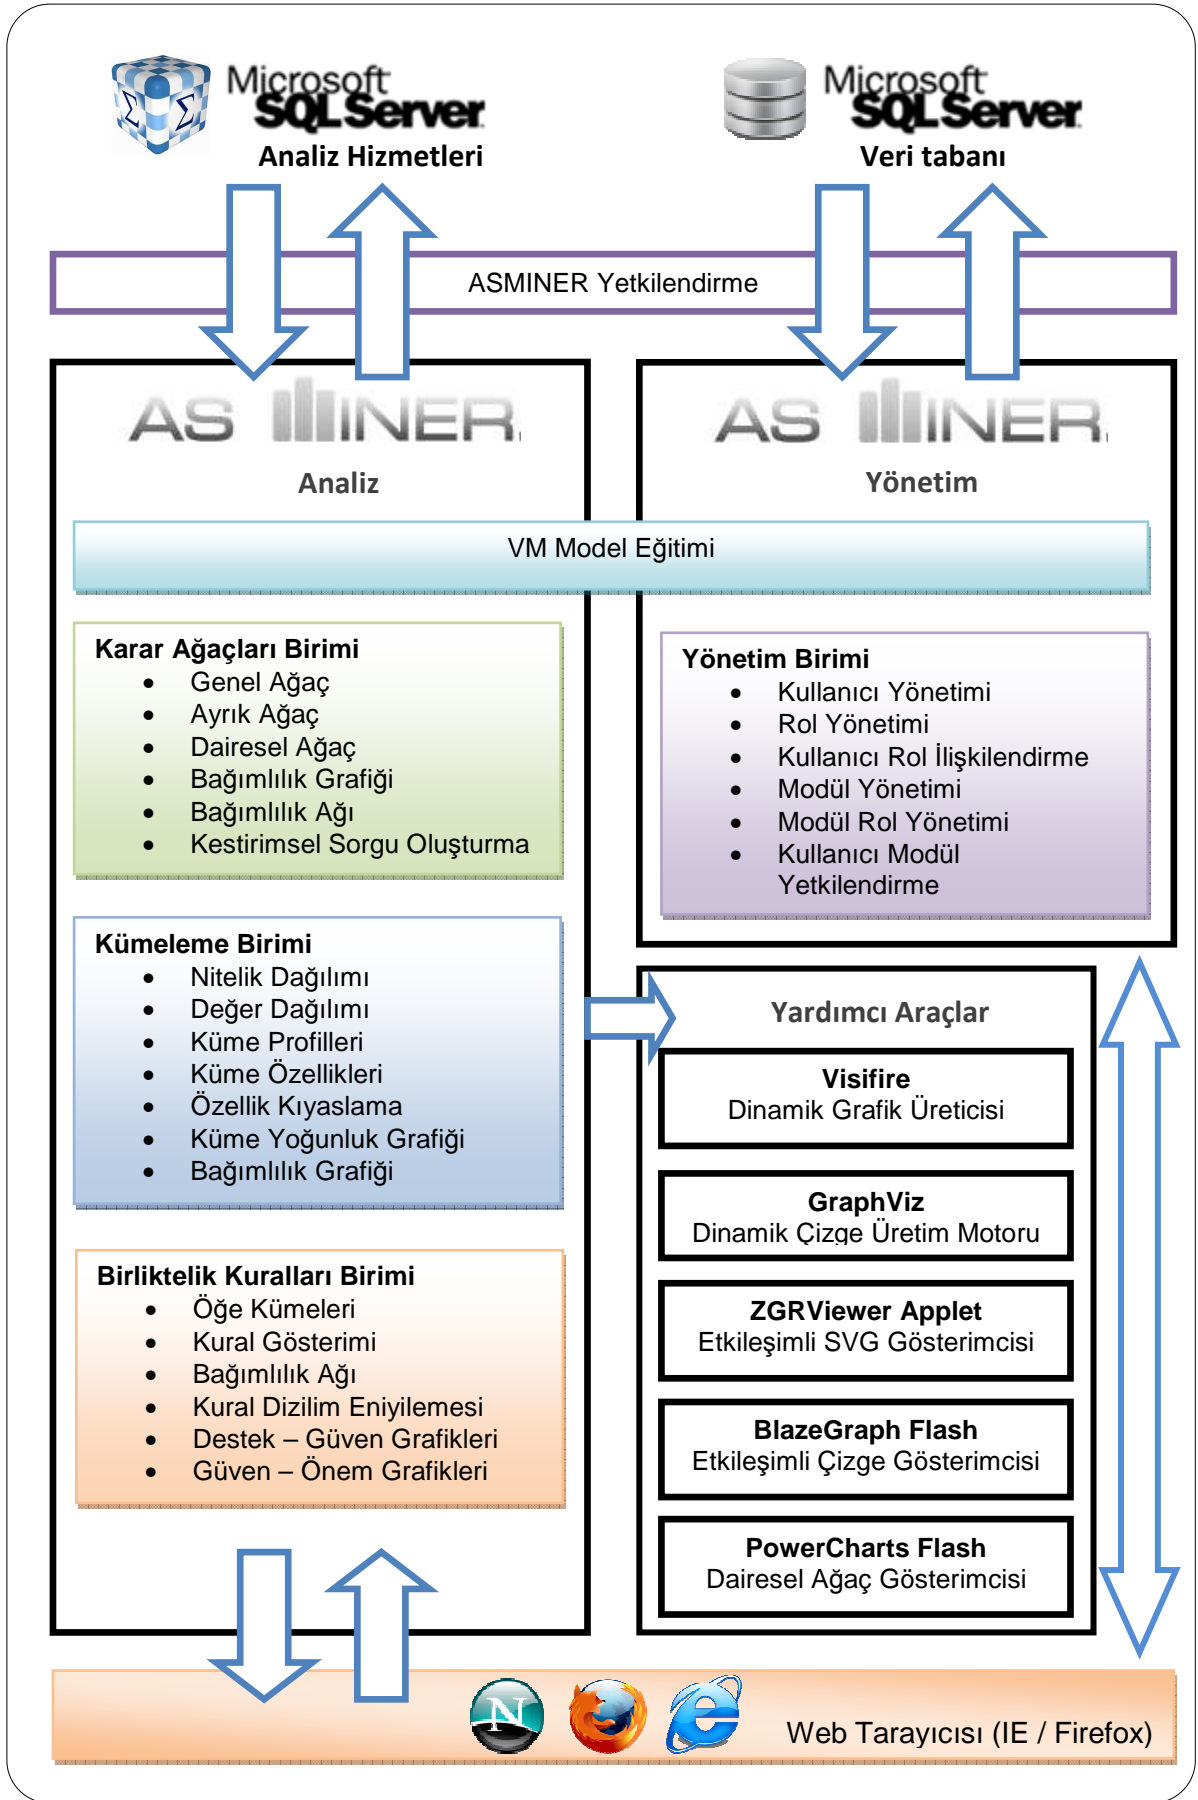 Microsoft
SQL Server
Analiz Hizmetleri
Microsoft
SQL Server
Veri tabanı
ASMINER Yetkilendirme
AS MINER
Analiz
AS MINER
Yönetim
VM Model Eğitimi
Karar Ağaçları Birimi
• Genel Ağaç
• Ayrık Ağaç
• Dairesel Ağaç
• Bağımlılık Grafiği
• Bağımlılık Ağı
• Kestirimsel Sorgu Oluşturma
Yönetim Birimi
• Kullanıcı Yönetimi
• Rol Yönetimi
• Kullanıcı Rol İlişkilendirme
• Modül Yönetimi
• Modül Rol Yönetimi
• Kullanıcı Modül
Yetkilendirme
Kümeleme Birimi
• Nitelik Dağılımı
• Değer Dağılımı
• Küme Profilleri
• Küme Özellikleri
• Özellik Kıyaslama
• Küme Yoğunluk Grafiği
• Bağımlılık Grafiği
Birliktelik Kuralları Birimi
• Öğe Kümeleri
• Kural Gösterimi
• Bağımlılık Ağı
• Kural Dizilim Eniyilemesi
• Destek – Güven Grafikleri
• Güven – Önem Grafikleri
Yardımcı Araçlar
Visifire
Dinamik Grafik Üreticisi
GraphViz
Dinamik Çizge Üretim Motoru
ZGRViewer Applet
Etkileşimli SVG Gösterimcisi
BlazeGraph Flash
Etkileşimli Çizge Gösterimcisi
PowerCharts Flash
Dairesel Ağaç Gösterimcisi
N
Web Tarayıcısı (IE / Firefox)